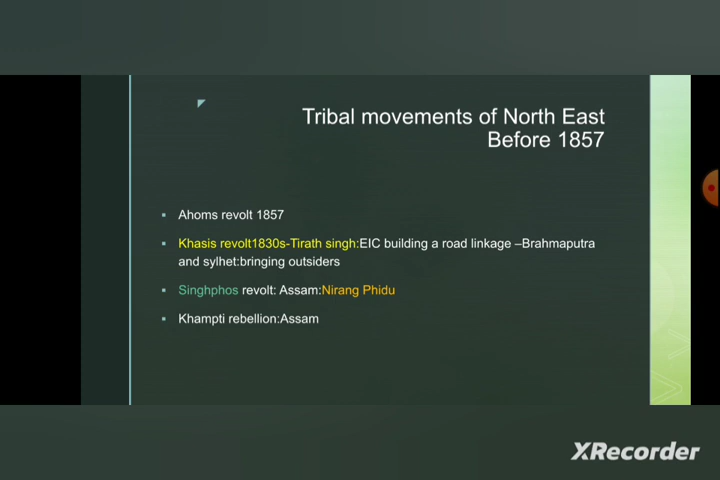 Tribal movements of North East
Before 1857
Ahoms revolt 1857
Khasis revolt1830s-Tirath singh:EIC building a road linkage –Brahmaputra
and sylhet:bringing outsiders
Singhphos revolt: Assam:Nirang Phidu
Khampti rebellion:Assam
XRecorder